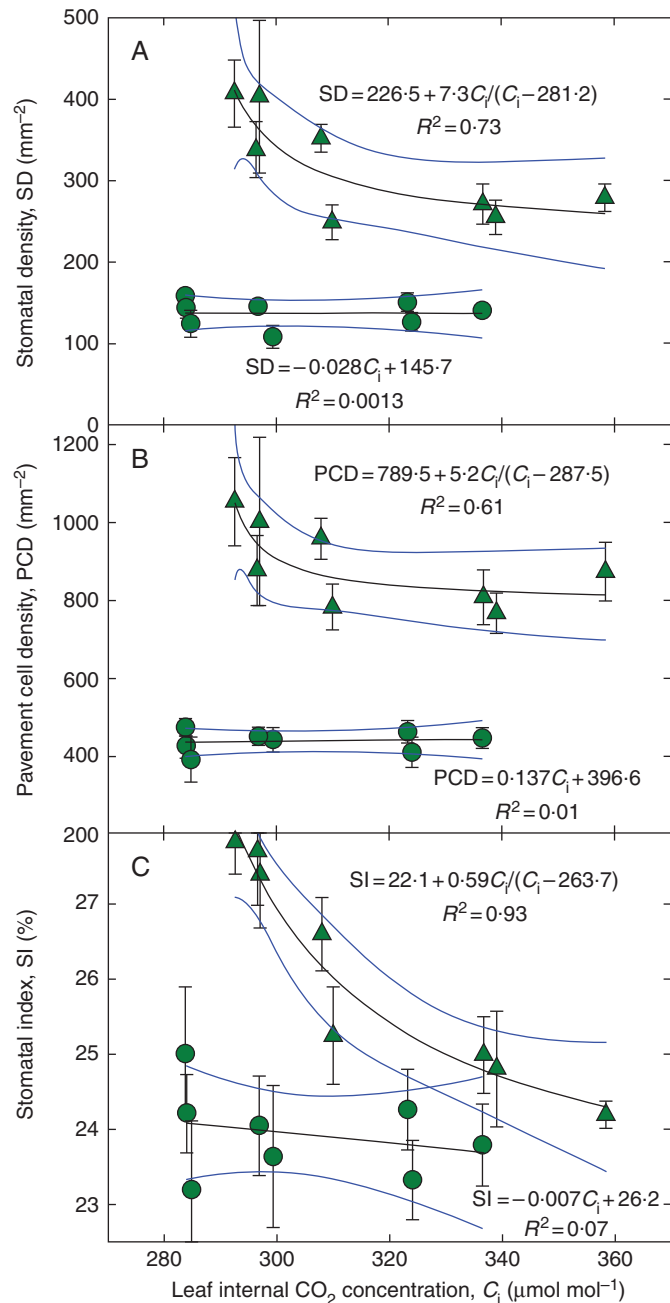 A
500
400
300
200
100
0
Stomatal density, SD (mm−2)
SD=226·5+7·3Ci/(Ci−281·2)
R2=0·73
SD=−0·028Ci+145·7
R2=0·0013
B
1200
1000
800
600
400
200
Pavement cell density, PCD (mm−2)
PCD=789·5+5·2Ci/(Ci−287·5)
R2=0·61
PCD=0·137Ci+396·6
R2=0·01
C
27
26
25
24
23
Stomatal index, SI (%)
SI=22·1+0·59Ci/(Ci−263·7)
R2=0·93
SI=−0·007Ci+26·2
R2=0·07
280 300 320 340 360
Leaf internal CO2 concentration, Ci (μmol mol−1)